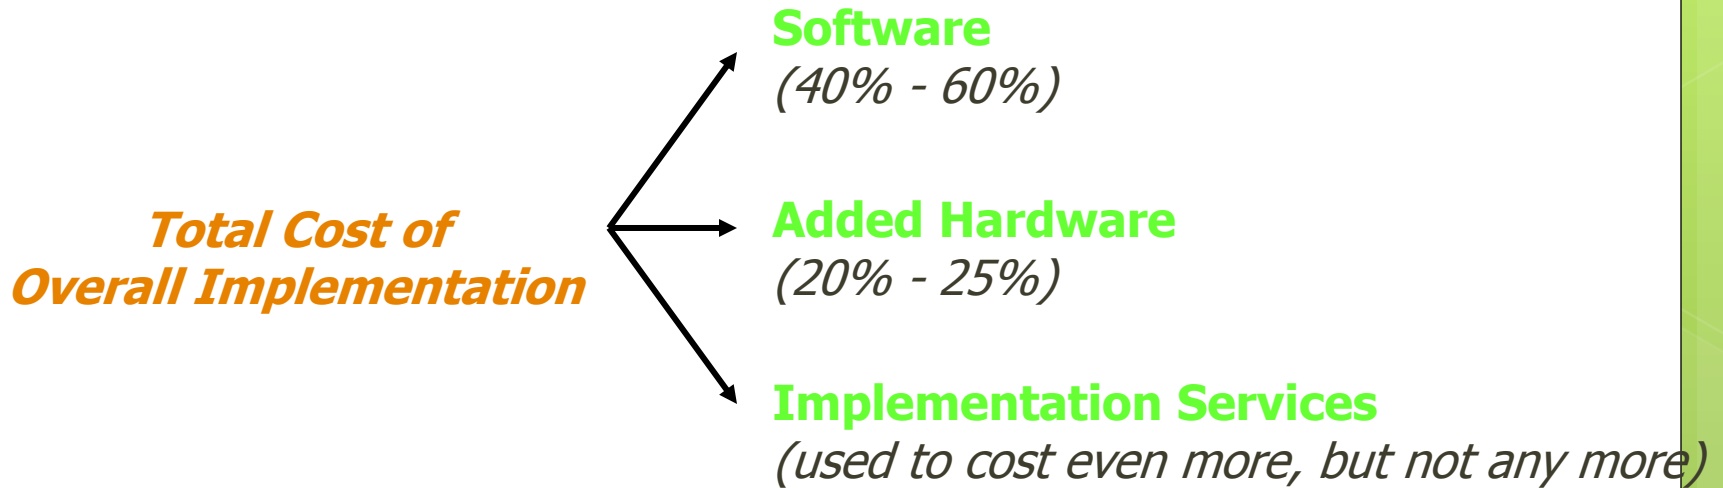 Software
(40% - 60%)
Total Cost of
Overall Implementation
Added Hardware
(20% - 25%)
Implementation Services
(used to cost even more, but not any more)